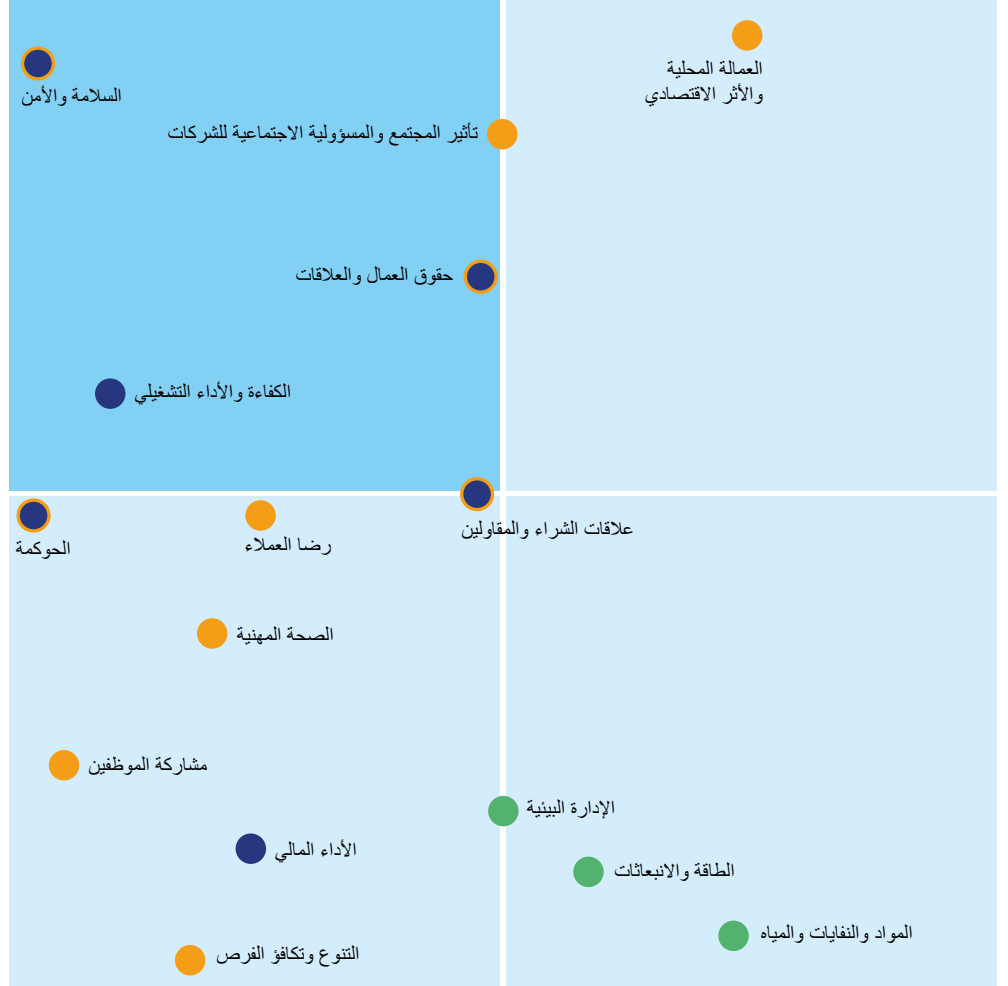 العمالة المحلية
والأثر الاقتصادي
السلامة والأمن
تأثير المجتمع والمسؤولية الاجتماعية للشركات
حقوق العمال والعلاقات
الكفاءة والأداء التشغيلي
علاقات الشراء والمقاولين
رضا العملاء
الحوكمة
الصحة المهنية
مشاركة الموظفين
الإدارة البيئية
الأداء المالي
الطاقة والانبعاثات
المواد والنفايات والمياه
التنوع وتكافؤ الفرص